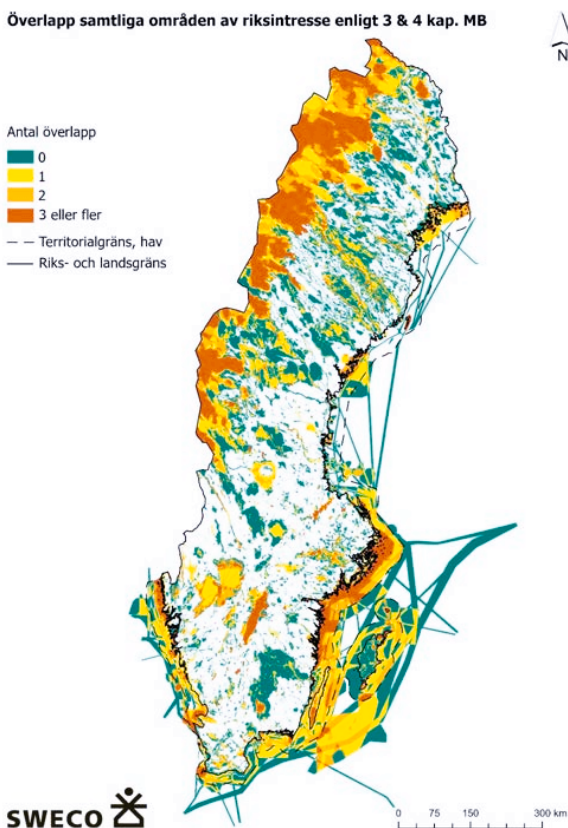 Överlapp samtliga områden av riksintresse enligt 3 & 4 kap. MB
N
Antal överlapp
0
1
2
3 eller fler
Territorialgräns, hav
Riks- och landsgräns
SWECO
0 75 150 300 km